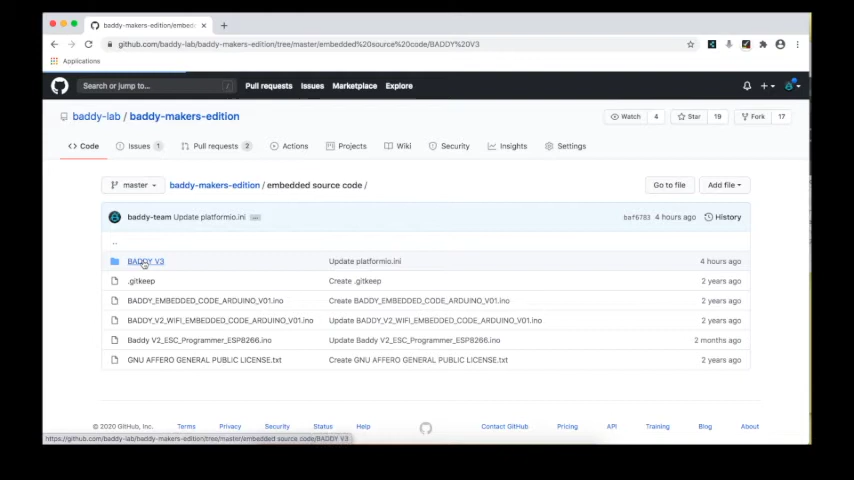 baddy-makers-edition/embed
github.com/baddy-lab/baddy-makers-edition/tree/master/embedded%20source%20code/BADDY%20V3
Applications
Search or jump to... / Pull requests Issues Marketplace Explore
baddy-lab / baddy-makers-edition Watch 4 Star 19 Fork 17
<> Code Issues 1 Pull requests 2 Actions Projects Wiki Security Insights Settings
master baddy-makers-edition / embedded source code / Go to file Add file
baddy-team Update platformio.ini ... baf6783 4 hours ago History
..
BADDY V3 Update platformio.ini 4 hours ago
.gitkeep Create .gitkeep 2 years ago
BADDY_EMBEDDED_CODE_ARDUINO_V01.ino Create BADDY_EMBEDDED_CODE_ARDUINO_V01.ino 2 years ago
BADDY_V2_WIFI_EMBEDDED_CODE_ARDUINO_V01.ino Update BADDY_V2_WIFI_EMBEDDED_CODE_ARDUINO_V01.ino 2 years ago
Baddy V2_ESC_Programmer_ESP8266.ino Update Baddy V2_ESC_Programmer_ESP8266.ino 2 months ago
GNU AFFERO GENERAL PUBLIC LICENSE.txt Create GNU AFFERO GENERAL PUBLIC LICENSE.txt 2 years ago
© 2020 GitHub, Inc. Terms Privacy Security Status Help Contact GitHub Pricing API Training Blog About
https://github.com/baddy-lab/baddy-makers-edition/tree/master/embedded source code/BADDY V3